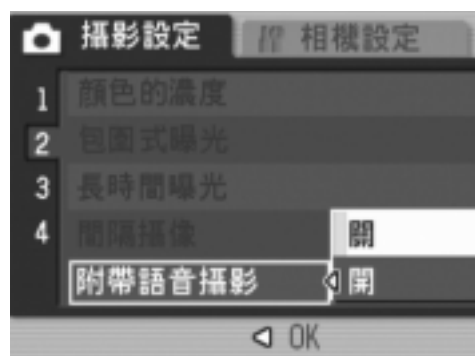 攝影設定 相機設定
1 顏色的濃度
2 包圍式曝光
3 長時間曝光
4 間隔攝像 關
附帶語音攝影 開
OK